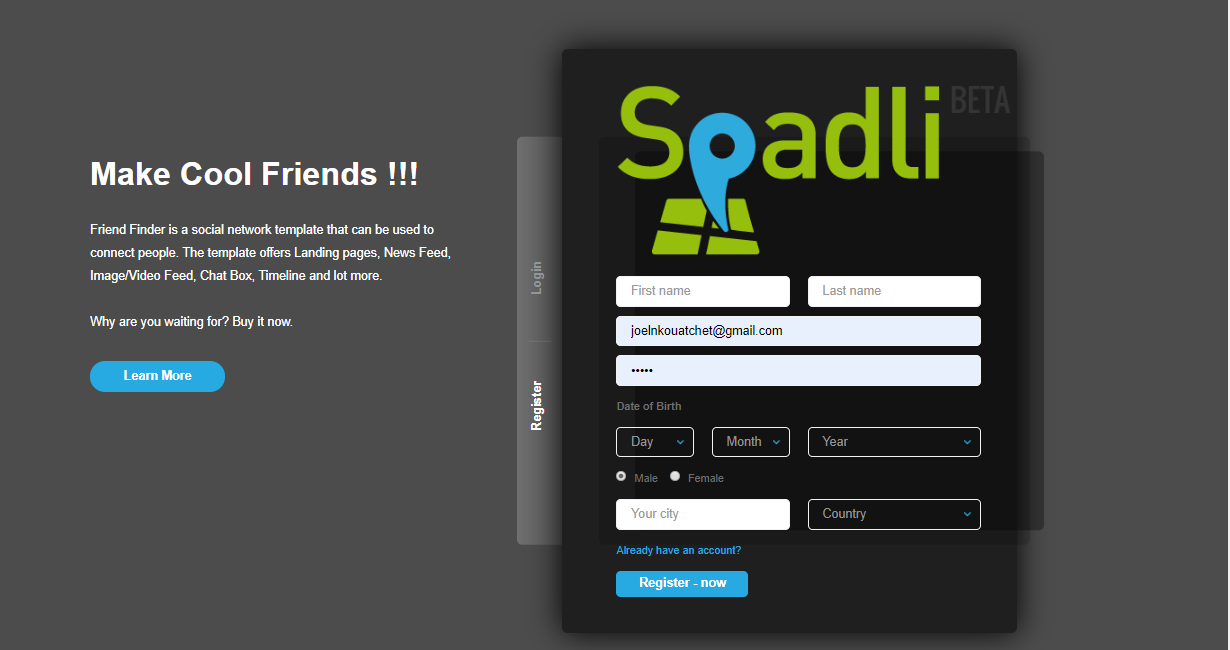 Make Cool Friends !!!
Friend Finder is a social network template that can be used to
connect people. The template offers Landing pages, News Feed,
Image/Video Feed, Chat Box, Timeline and lot more.
Why are you waiting for? Buy it now.
Learn More
Login
Register
Spadli BETA
First name Last name
joelnkouatchet@gmail.com
•••••
Date of Birth
Day Month Year
Male Female
Your city Country
Already have an account?
Register - now